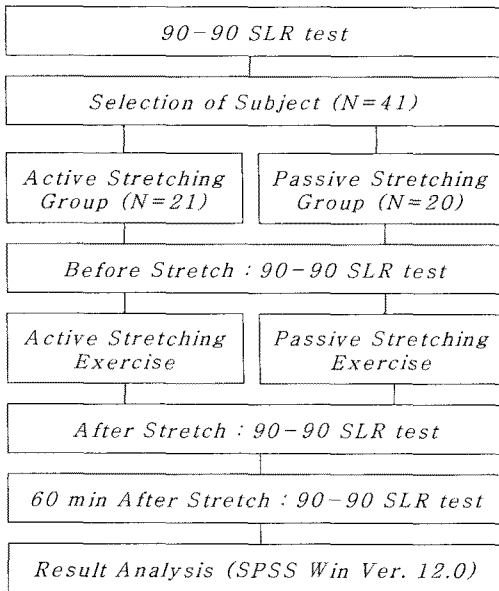 90-90 SLR test
Selection of Subject (N=41)
Active Stretching
Group (N=21)
Passive Stretching
Group (N=20)
Before Stretch : 90-90 SLR test
Active Stretching
Exercise
Passive Stretching
Exercise
After Stretch : 90-90 SLR test
60 min After Stretch : 90-90 SLR test
Result Analysis (SPSS Win Ver. 12.0)